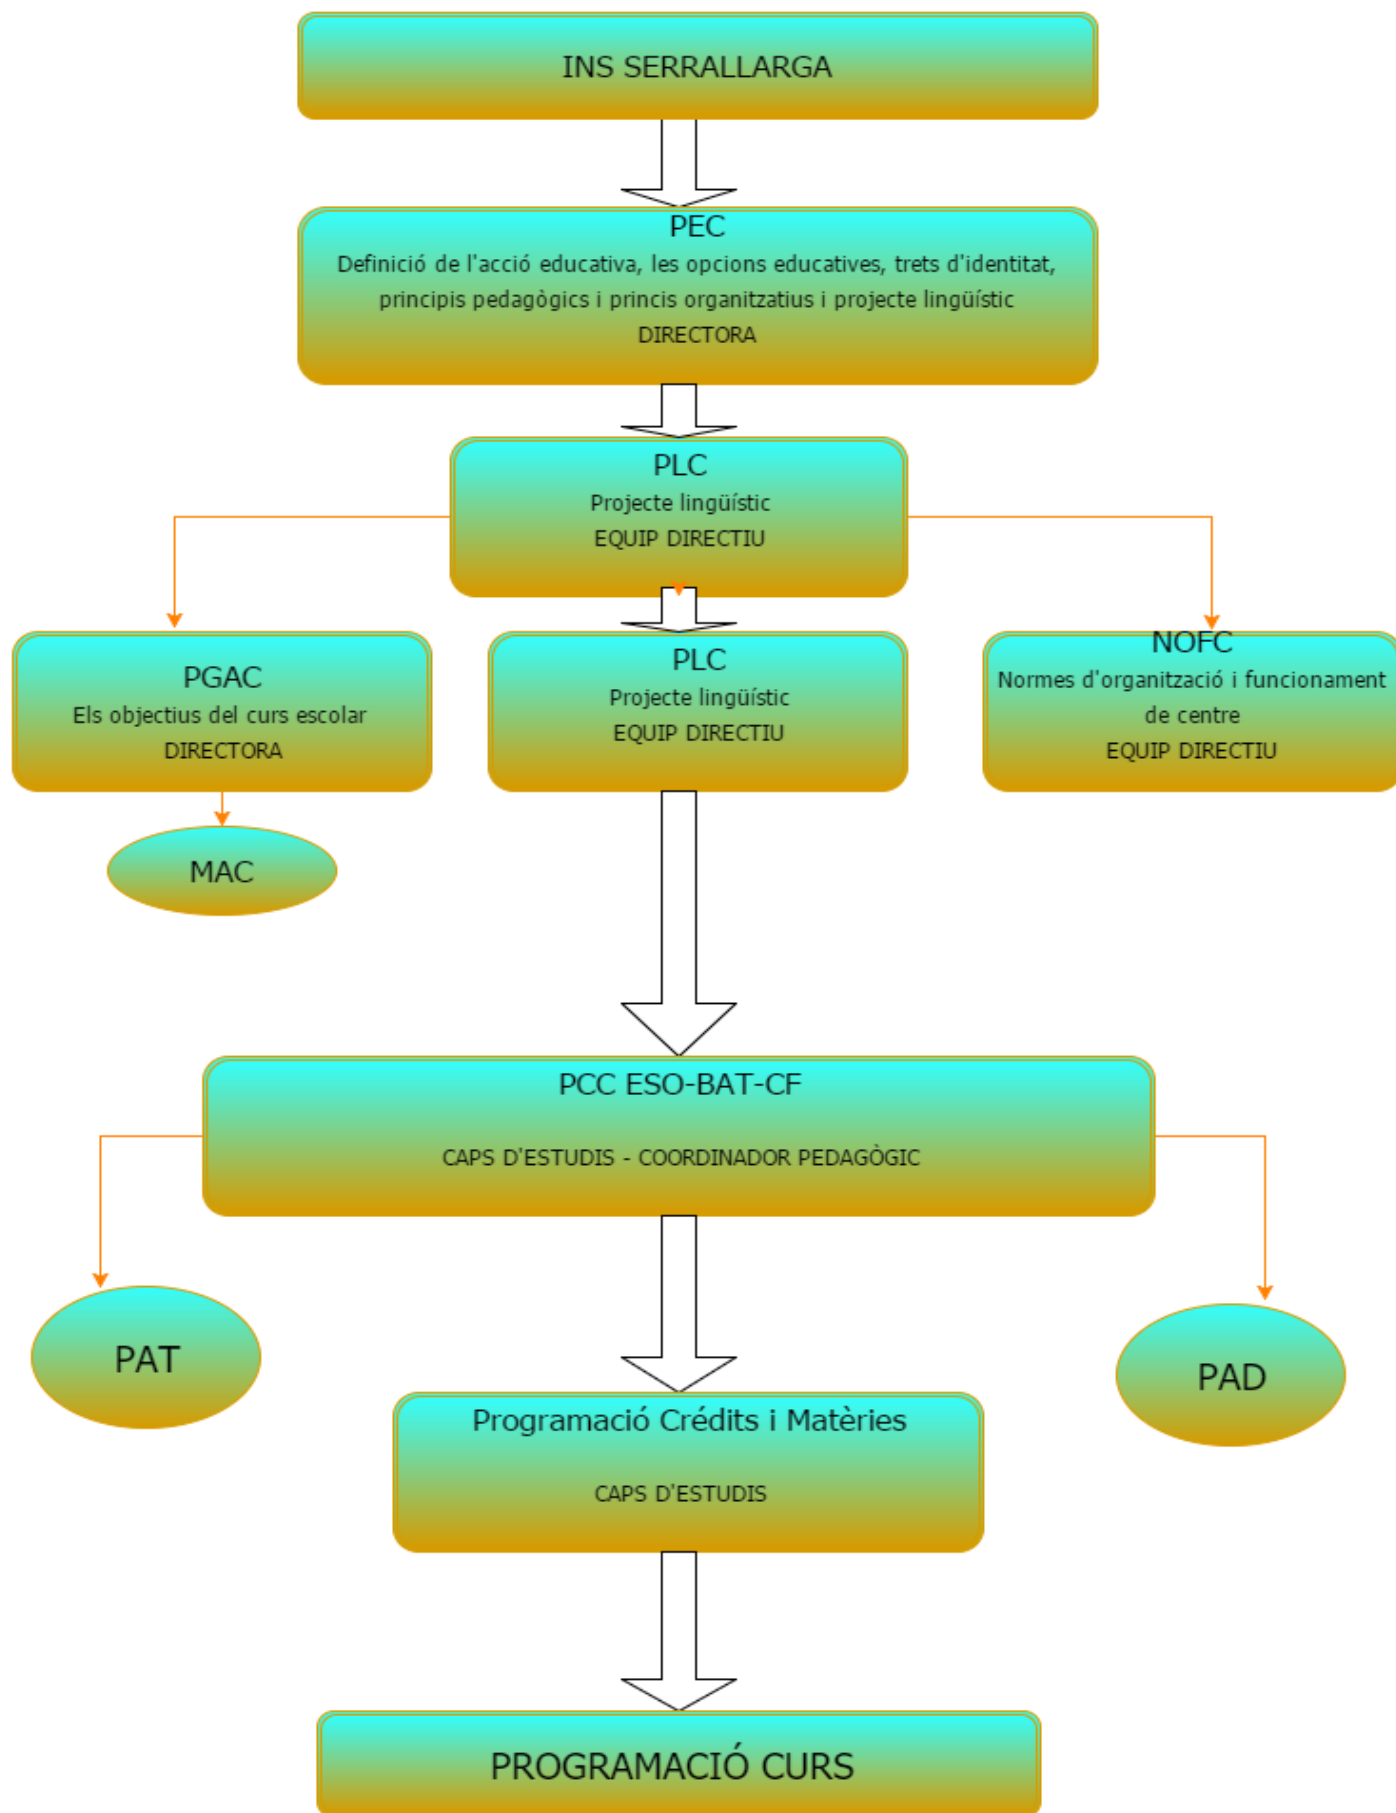 INS SERRALLARGA
PEC
Definició de l'acció educativa, les opcions educatives, trets d'identitat,
principis pedagògics i princis organitzatius i projecte lingüístic
DIRECTORA
PLC
Projecte lingüístic
EQUIP DIRECTIU
PGAC
Els objectius del curs escolar
DIRECTORA
PLC
Projecte lingüístic
EQUIP DIRECTIU
NOFC
Normes d'organització i funcionament
de centre
EQUIP DIRECTIU
MAC
PCC ESO-BAT-CF
CAPS D'ESTUDIS - COORDINADOR PEDAGÒGIC
PAT
PAD
Programació Crédits i Matèries
CAPS D'ESTUDIS
PROGRAMACIÓ CURS